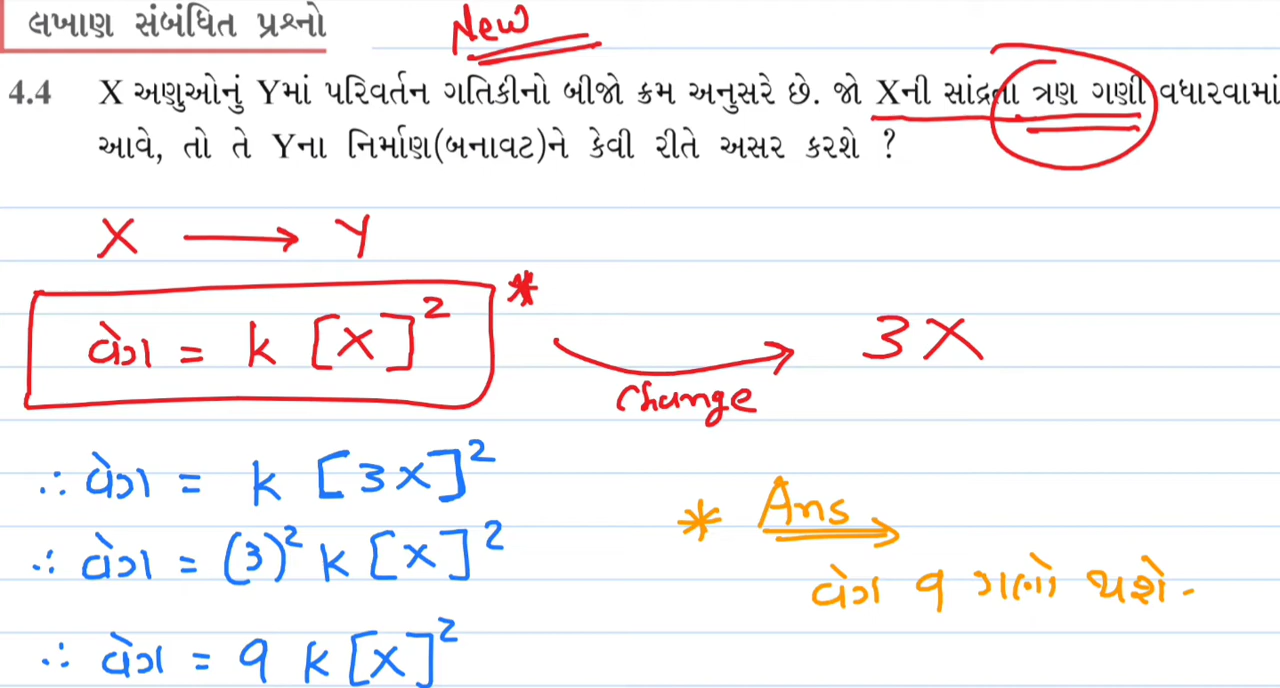 લખાણ સંબંધિત પ્રશ્નો
New
4.4 X અણુઓનું Yમાં પરિવર્તન ગતિકીનો બીજો ક્રમ અનુસરે છે. જો Xની સાંદ્રતા ત્રણ ગણી વધારવામાં
આવે, તો તે Yના નિર્માણ(બનાવટ)ને કેવી રીતે અસર કરશે ?
X ⟶ Y
વેગ = k [X]² *
change
3X
∴ વેગ = k [3X]²
∴ વેગ = (3)² k [X]²
∴ વેગ = 9 k [X]²
* Ans
વેગ 9 ગણો થશે.